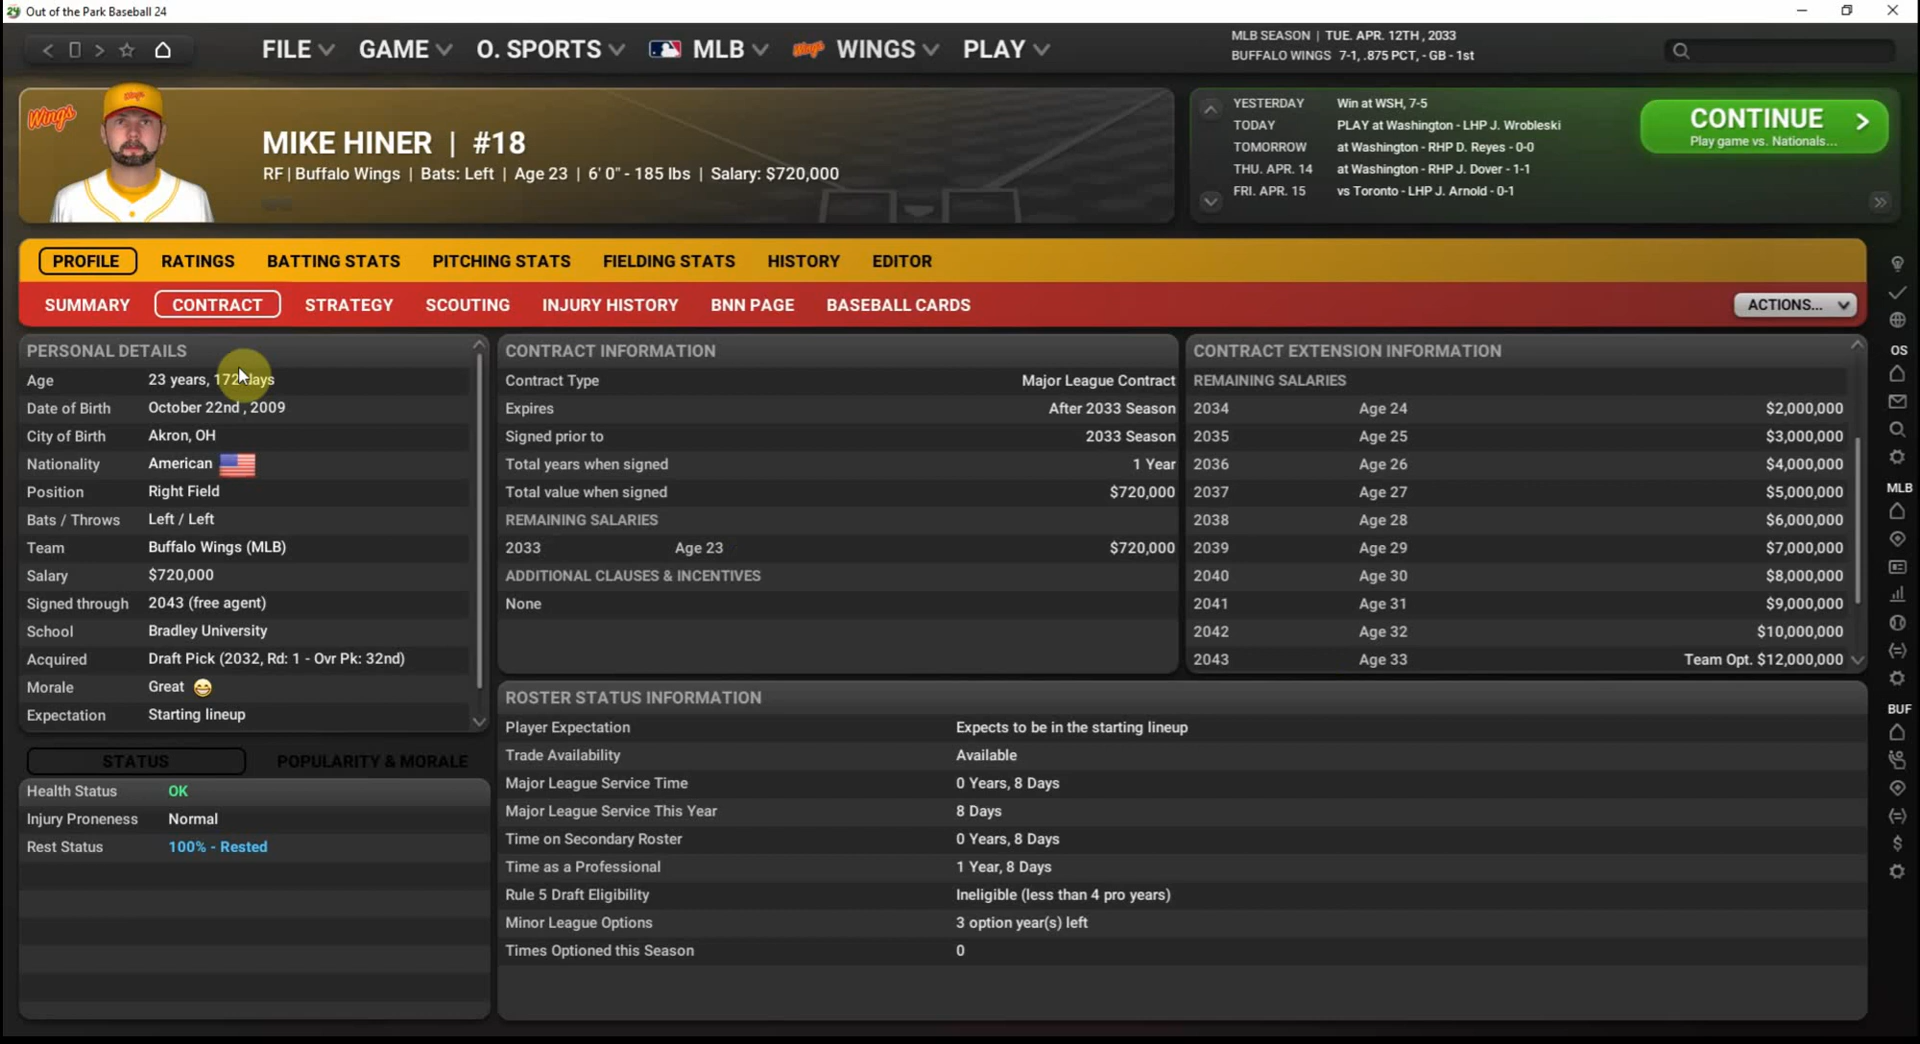 Out of the Park Baseball 24
FILE GAME O. SPORTS MLB WINGS PLAY
MLB SEASON | TUE. APR. 12TH , 2033
BUFFALO WINGS 7-1, .875 PCT, - GB - 1st
Wings
MIKE HINER | #18
RF | Buffalo Wings | Bats: Left | Age 23 | 6' 0" - 185 lbs | Salary: $720,000
YESTERDAY Win at WSH, 7-5
TODAY PLAY at Washington - LHP J. Wrobleski
TOMORROW at Washington - RHP D. Reyes - 0-0
THU. APR. 14 at Washington - RHP J. Dover - 1-1
FRI. APR. 15 vs Toronto - LHP J. Arnold - 0-1
CONTINUE
Play game vs. Nationals...
PROFILE RATINGS BATTING STATS PITCHING STATS FIELDING STATS HISTORY EDITOR
SUMMARY CONTRACT STRATEGY SCOUTING INJURY HISTORY BNN PAGE BASEBALL CARDS
ACTIONS...
PERSONAL DETAILS
Age 23 years, 172 days
Date of Birth October 22nd , 2009
City of Birth Akron, OH
Nationality American
Position Right Field
Bats / Throws Left / Left
Team Buffalo Wings (MLB)
Salary $720,000
Signed through 2043 (free agent)
School Bradley University
Acquired Draft Pick (2032, Rd: 1 - Ovr Pk: 32nd)
Morale Great
Expectation Starting lineup
STATUS POPULARITY & MORALE
Health Status OK
Injury Proneness Normal
Rest Status 100% - Rested
CONTRACT INFORMATION
Contract Type Major League Contract
Expires After 2033 Season
Signed prior to 2033 Season
Total years when signed 1 Year
Total value when signed $720,000
REMAINING SALARIES
2033 Age 23 $720,000
ADDITIONAL CLAUSES & INCENTIVES
None
CONTRACT EXTENSION INFORMATION
REMAINING SALARIES
2034 Age 24 $2,000,000
2035 Age 25 $3,000,000
2036 Age 26 $4,000,000
2037 Age 27 $5,000,000
2038 Age 28 $6,000,000
2039 Age 29 $7,000,000
2040 Age 30 $8,000,000
2041 Age 31 $9,000,000
2042 Age 32 $10,000,000
2043 Age 33 Team Opt. $12,000,000
ROSTER STATUS INFORMATION
Player Expectation Expects to be in the starting lineup
Trade Availability Available
Major League Service Time 0 Years, 8 Days
Major League Service This Year 8 Days
Time on Secondary Roster 0 Years, 8 Days
Time as a Professional 1 Year, 8 Days
Rule 5 Draft Eligibility Ineligible (less than 4 pro years)
Minor League Options 3 option year(s) left
Times Optioned this Season 0
OS
MLB
BUF